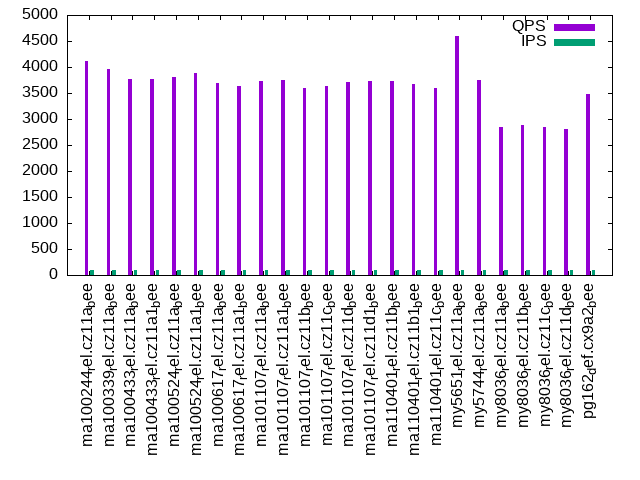 5000
4500
4000
3500
3000
2500
2000
1500
1000
500
0
QPS
IPS
ma100244rel.cz11abee
ma100339rel.cz11abee
ma100433rel.cz11abee
ma100433rel.cz11a1bee
ma100524rel.cz11abee
ma100524rel.cz11a1bee
ma100617rel.cz11abee
ma100617rel.cz11a1bee
ma101107rel.cz11abee
ma101107rel.cz11a1bee
ma101107rel.cz11bbee
ma101107rel.cz11cbee
ma101107rel.cz11dbee
ma101107rel.cz11d1bee
ma110401rel.cz11bbee
ma110401rel.cz11b1bee
ma110401rel.cz11cbee
my5651rel.cz11abee
my5744rel.cz11abee
my8036rel.cz11abee
my8036rel.cz11bbee
my8036rel.cz11cbee
my8036rel.cz11dbee
pg162def.cx9a2bee